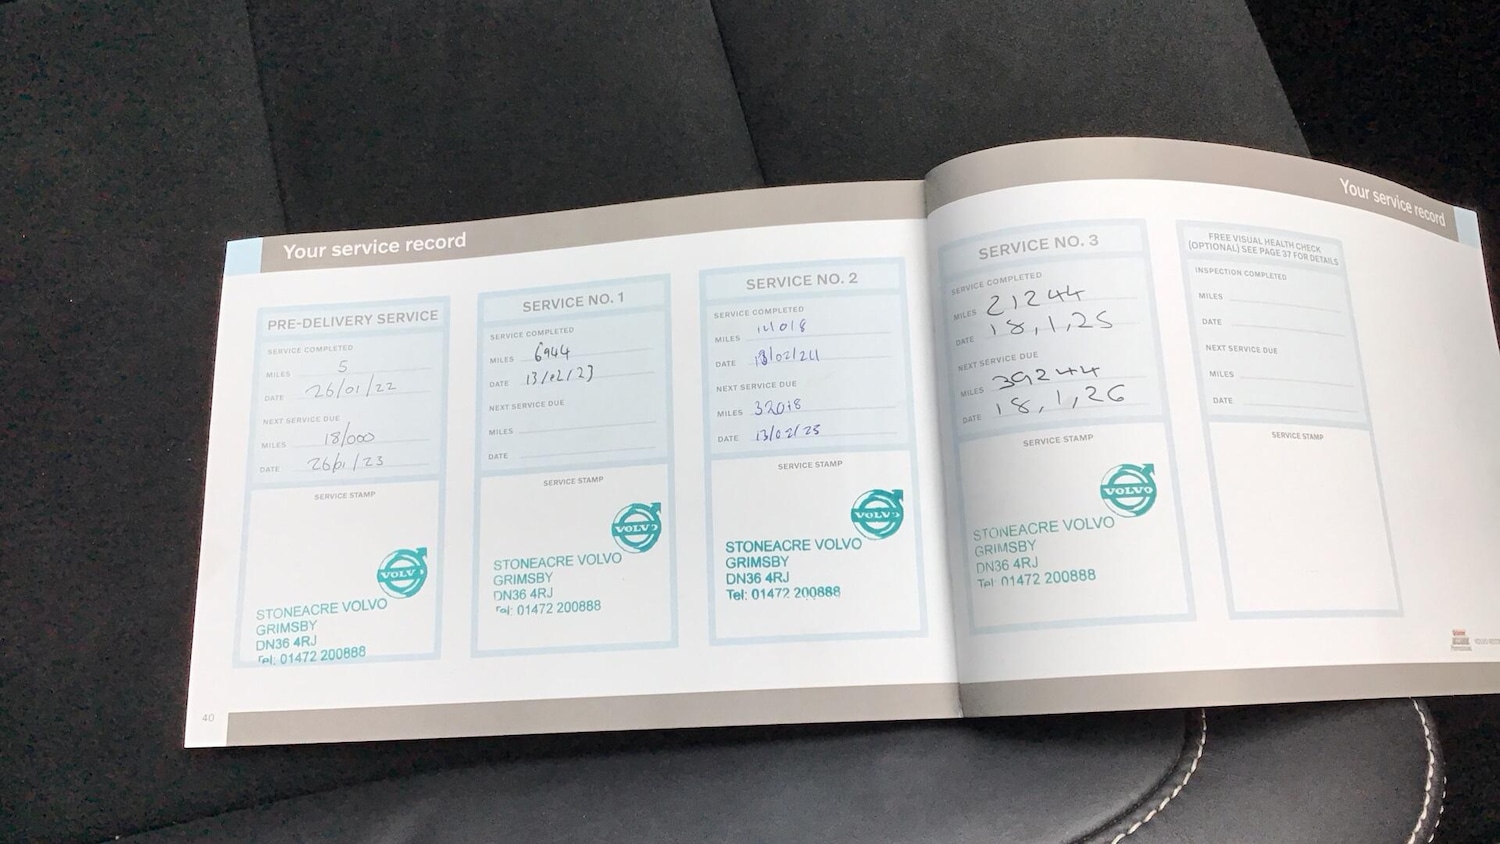 Your service record
PRE-DELIVERY SERVICE
SERVICE COMPLETED
MILES 5
DATE 26/01/22
NEXT SERVICE DUE
MILES 18/000
DATE 26/01/23
SERVICE STAMP
VOLVO
STONEACRE VOLVO
GRIMSBY
DN36 4RJ
Tel: 01472 200888
40
SERVICE NO. 1
SERVICE COMPLETED
MILES 6944
DATE 13/02/23
NEXT SERVICE DUE
MILES
DATE
SERVICE STAMP
VOLVO
STONEACRE VOLVO
GRIMSBY
DN36 4RJ
Tel: 01472 200888
SERVICE NO. 2
SERVICE COMPLETED
MILES 14018
DATE 13/02/24
NEXT SERVICE DUE
MILES 32018
DATE 13/02/25
SERVICE STAMP
VOLVO
STONEACRE VOLVO
GRIMSBY
DN36 4RJ
Tel: 01472 200888
Your service record
SERVICE NO. 3
SERVICE COMPLETED
MILES 21244
DATE 18,1,25
NEXT SERVICE DUE
MILES 39244
DATE 18,1,26
SERVICE STAMP
VOLVO
STONEACRE VOLVO
GRIMSBY
DN36 4RJ
Tel: 01472 200888
FREE VISUAL HEALTH CHECK
(OPTIONAL) SEE PAGE 37 FOR DETAILS
INSPECTION COMPLETED
MILES
DATE
NEXT SERVICE DUE
MILES
DATE
SERVICE STAMP